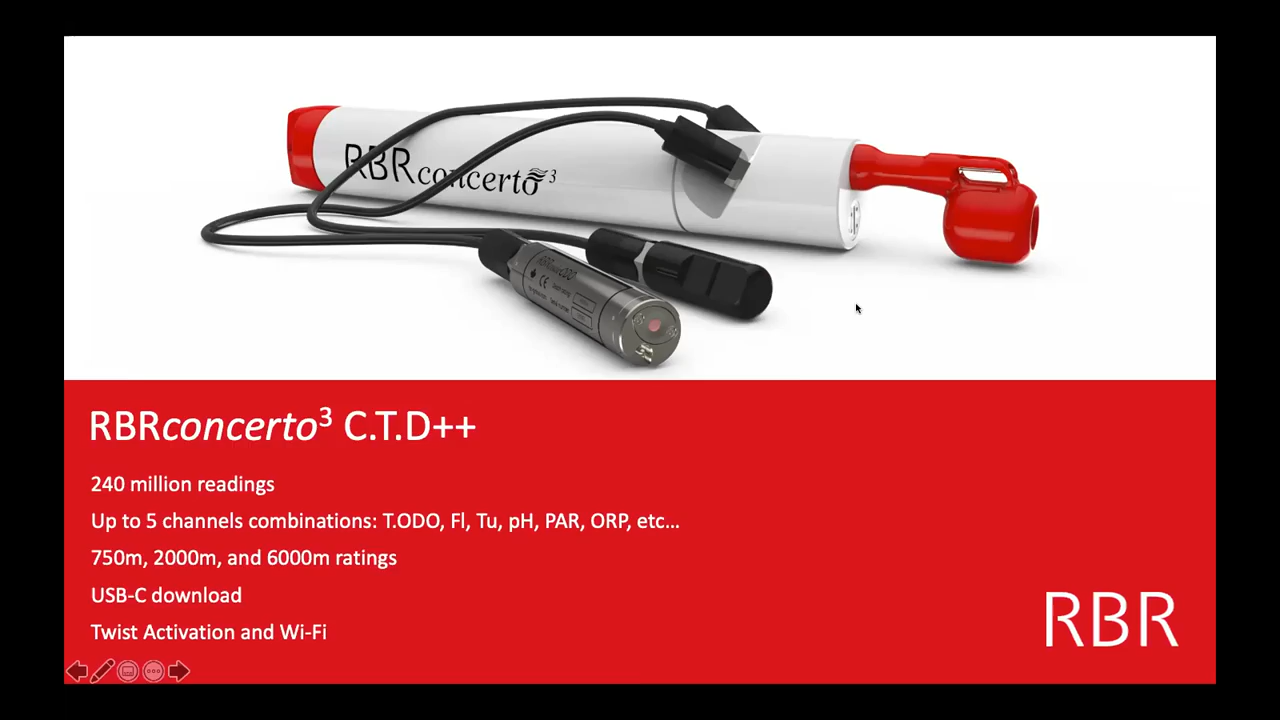 RBRconcerto³
CE
RBRconcerto³ C.T.D++
240 million readings
Up to 5 channels combinations: T.ODO, Fl, Tu, pH, PAR, ORP, etc...
750m, 2000m, and 6000m ratings
USB-C download
Twist Activation and Wi-Fi
RBR